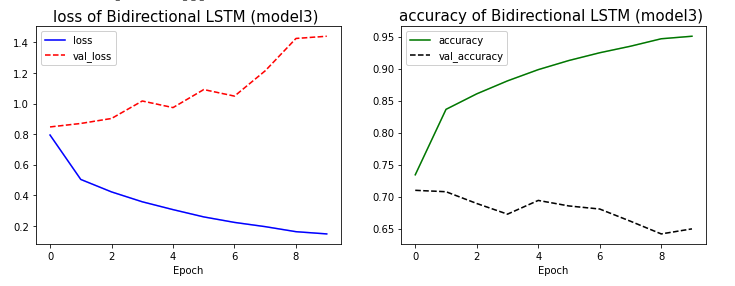 loss of Bidirectional LSTM (model3)
loss
val_loss
1.4
1.2
1.0
0.8
0.6
0.4
0.2
0 2 4 6 8
Epoch
accuracy of Bidirectional LSTM (model3)
accuracy
val_accuracy
0.95
0.90
0.85
0.80
0.75
0.70
0.65
0 2 4 6 8
Epoch